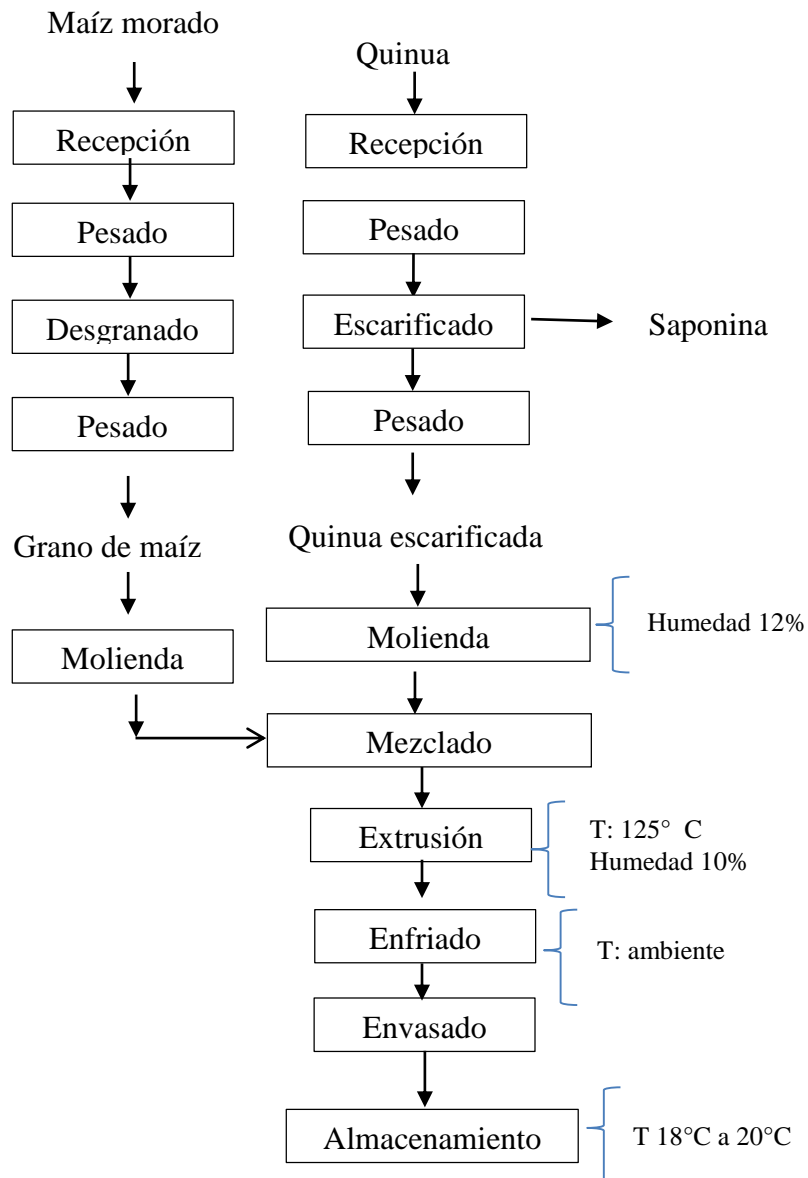 Maíz morado
Quinua
Recepción
Recepción
Pesado
Pesado
Desgranado
Escarificado
Saponina
Pesado
Pesado
Grano de maíz
Quinua escarificada
Molienda
Molienda
Humedad 12%
Mezclado
Extrusión
T: 125° C
Humedad 10%
Enfriado
T: ambiente
Envasado
Almacenamiento
T 18°C a 20°C